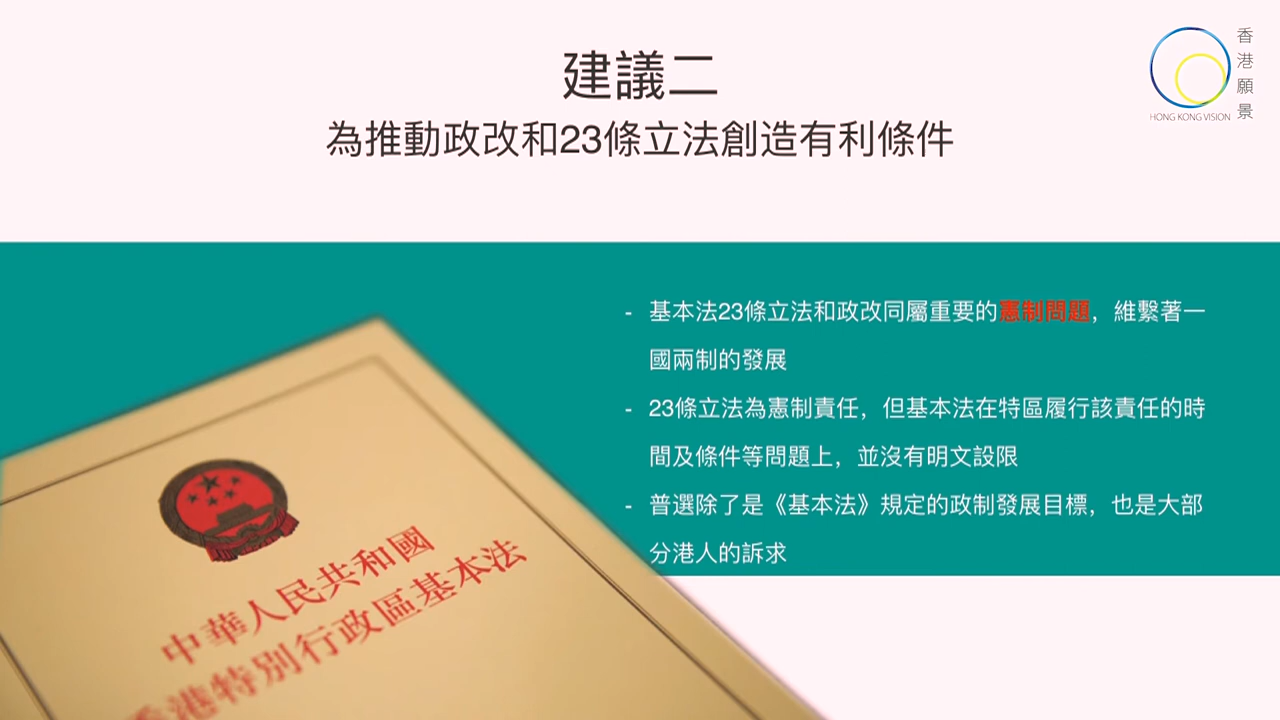 建議二
為推動政改和23條立法創造有利條件
香港願景
HONG KONG VISION
- 基本法23條立法和政改同屬重要的憲制問題，維繫著一
國兩制的發展
- 23條立法為憲制責任，但基本法在特區履行該責任的時
間及條件等問題上，並沒有明文設限
- 普選除了是《基本法》規定的政制發展目標，也是大部
分港人的訴求
中華人民共和國
香港特別行政區基本法